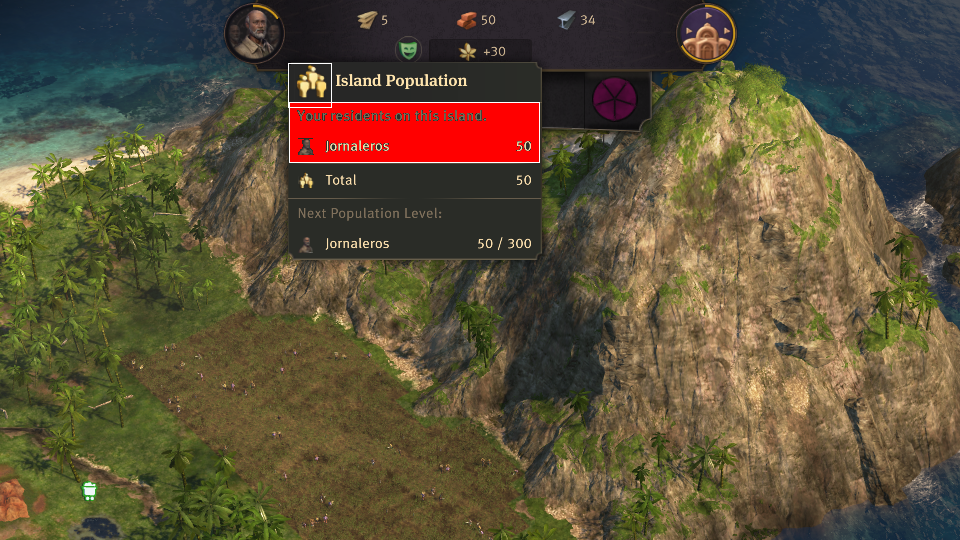 5
50
34
+30
Island Population
Your residents on this island.
Jornaleros 50
Total 50
Next Population Level:
Jornaleros 50 / 300